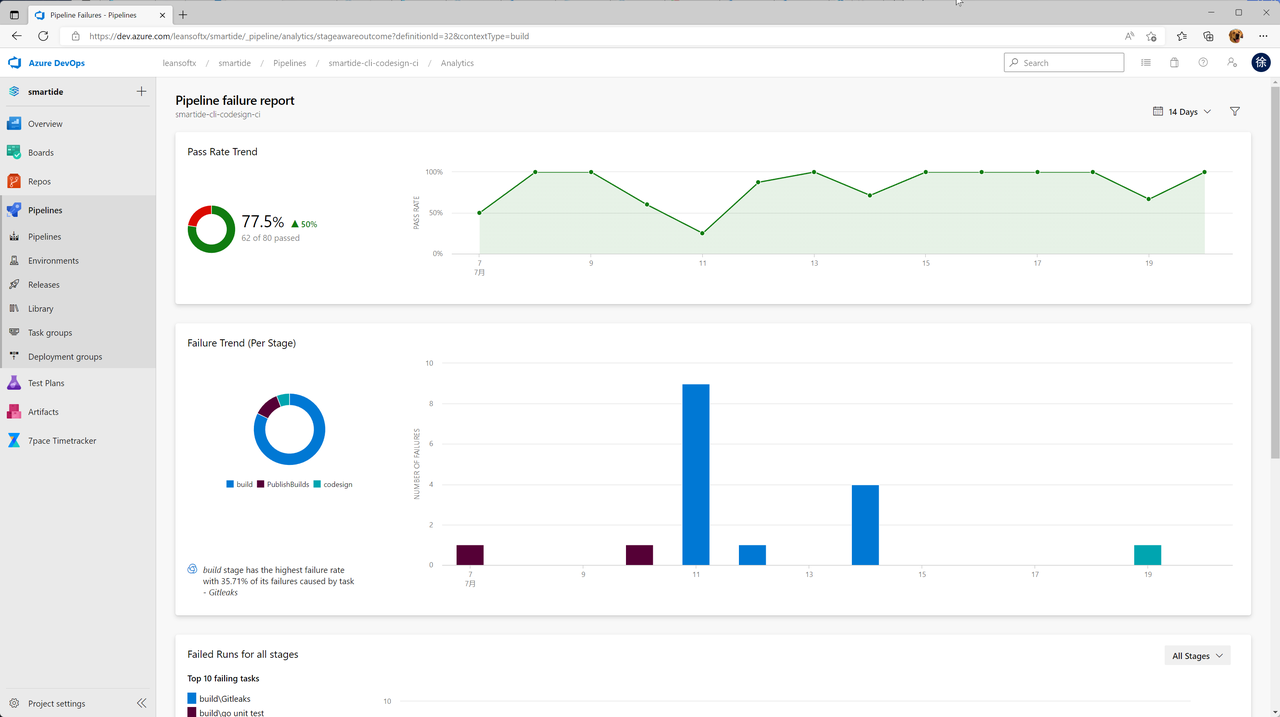 Pipeline Failures - Pipelines
https://dev.azure.com/leansoftx/smartide/_pipeline/analytics/stageawareoutcome?definitionId=32&contextType=build
Azure DevOps
leansoftx / smartide / Pipelines / smartide-cli-codesign-ci / Analytics
Search
徐
smartide
Overview
Boards
Repos
Pipelines
Pipelines
Environments
Releases
Library
Task groups
Deployment groups
Test Plans
Artifacts
7pace Timetracker
Project settings
Pipeline failure report
smartide-cli-codesign-ci
14 Days
Pass Rate Trend
77.5% ▲ 50%
62 of 80 passed
PASS RATE
100%
50%
0%
7 9 11 13 15 17 19
7月
Failure Trend (Per Stage)
build PublishBuilds codesign
build stage has the highest failure rate
with 35.71% of its failures caused by task
- Gitleaks
NUMBER OF FAILURES
10
8
6
4
2
0
7 9 11 13 15 17 19
7月
Failed Runs for all stages
All Stages
Top 10 failing tasks
build\Gitleaks
build\go unit test
10